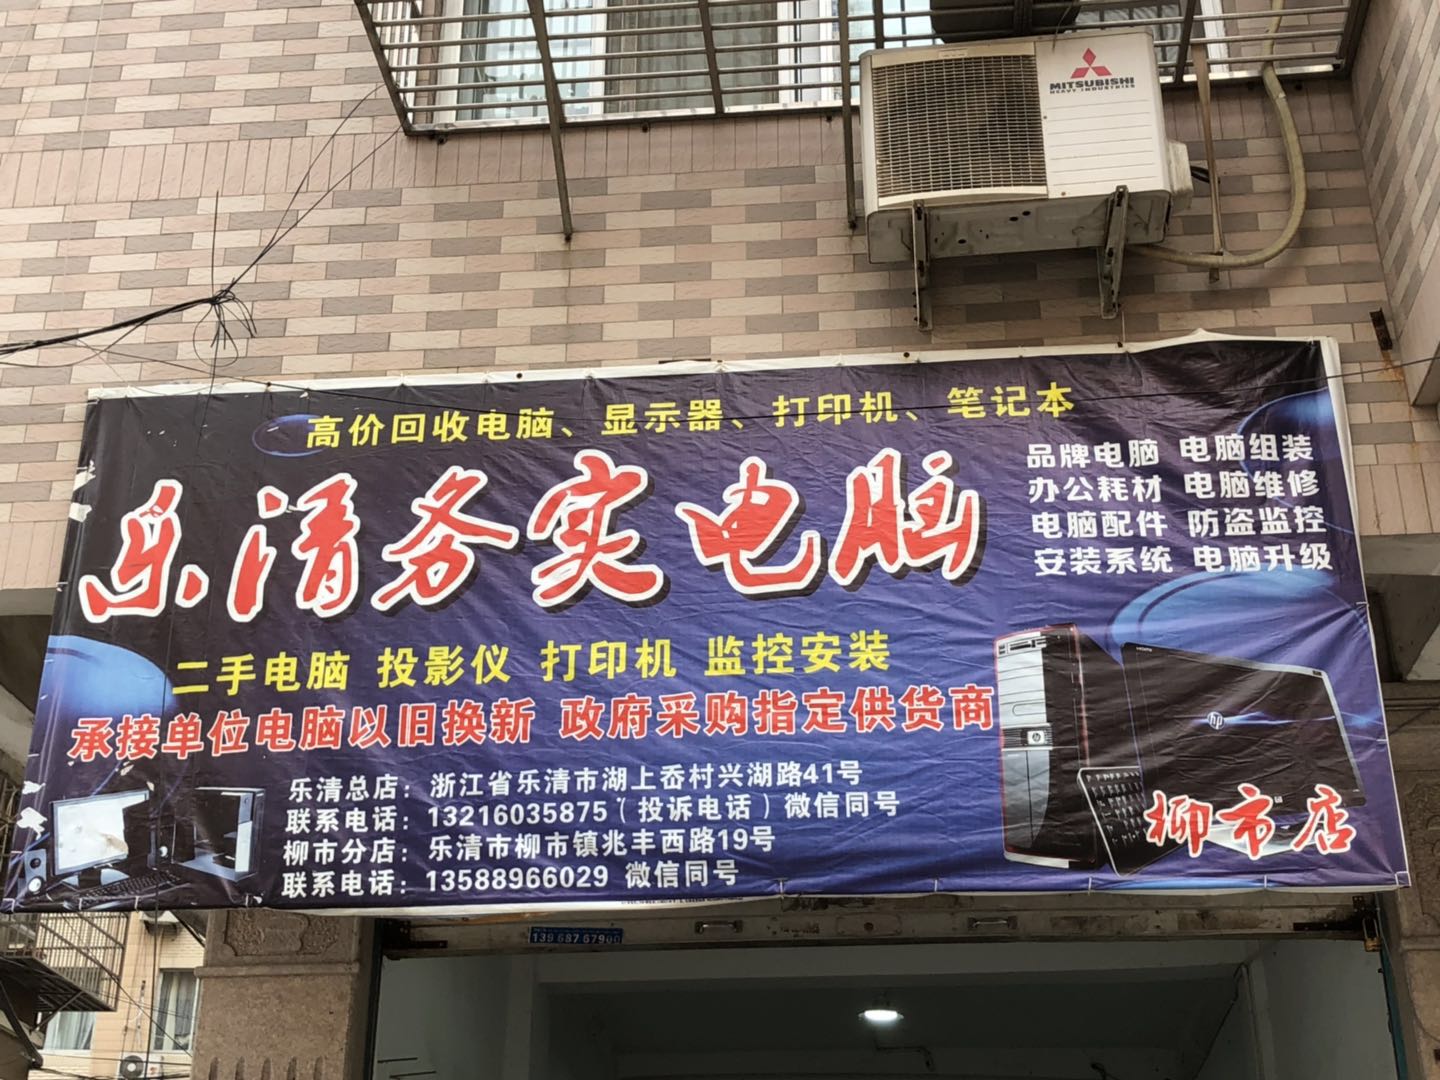 MITSUBISHI
HEAVY INDUSTRIES
高价回收电脑、显示器、打印机、笔记本
乐清务实电脑
品牌电脑 电脑组装
办公耗材 电脑维修
电脑配件 防盗监控
安装系统 电脑升级
二手电脑 投影仪 打印机 监控安装
承接单位电脑以旧换新 政府采购指定供货商
乐清总店：浙江省乐清市湖上岙村兴湖路41号
联系电话：13216035875（投诉电话）微信同号
柳市分店：乐清市柳市镇兆丰西路19号
联系电话：13588966029 微信同号
hp
柳市店